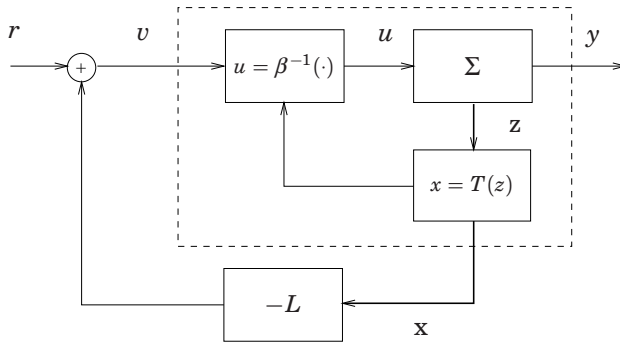 r
v
u
y
+
u = β⁻¹(·)
Σ
z
x = T(z)
−L
x